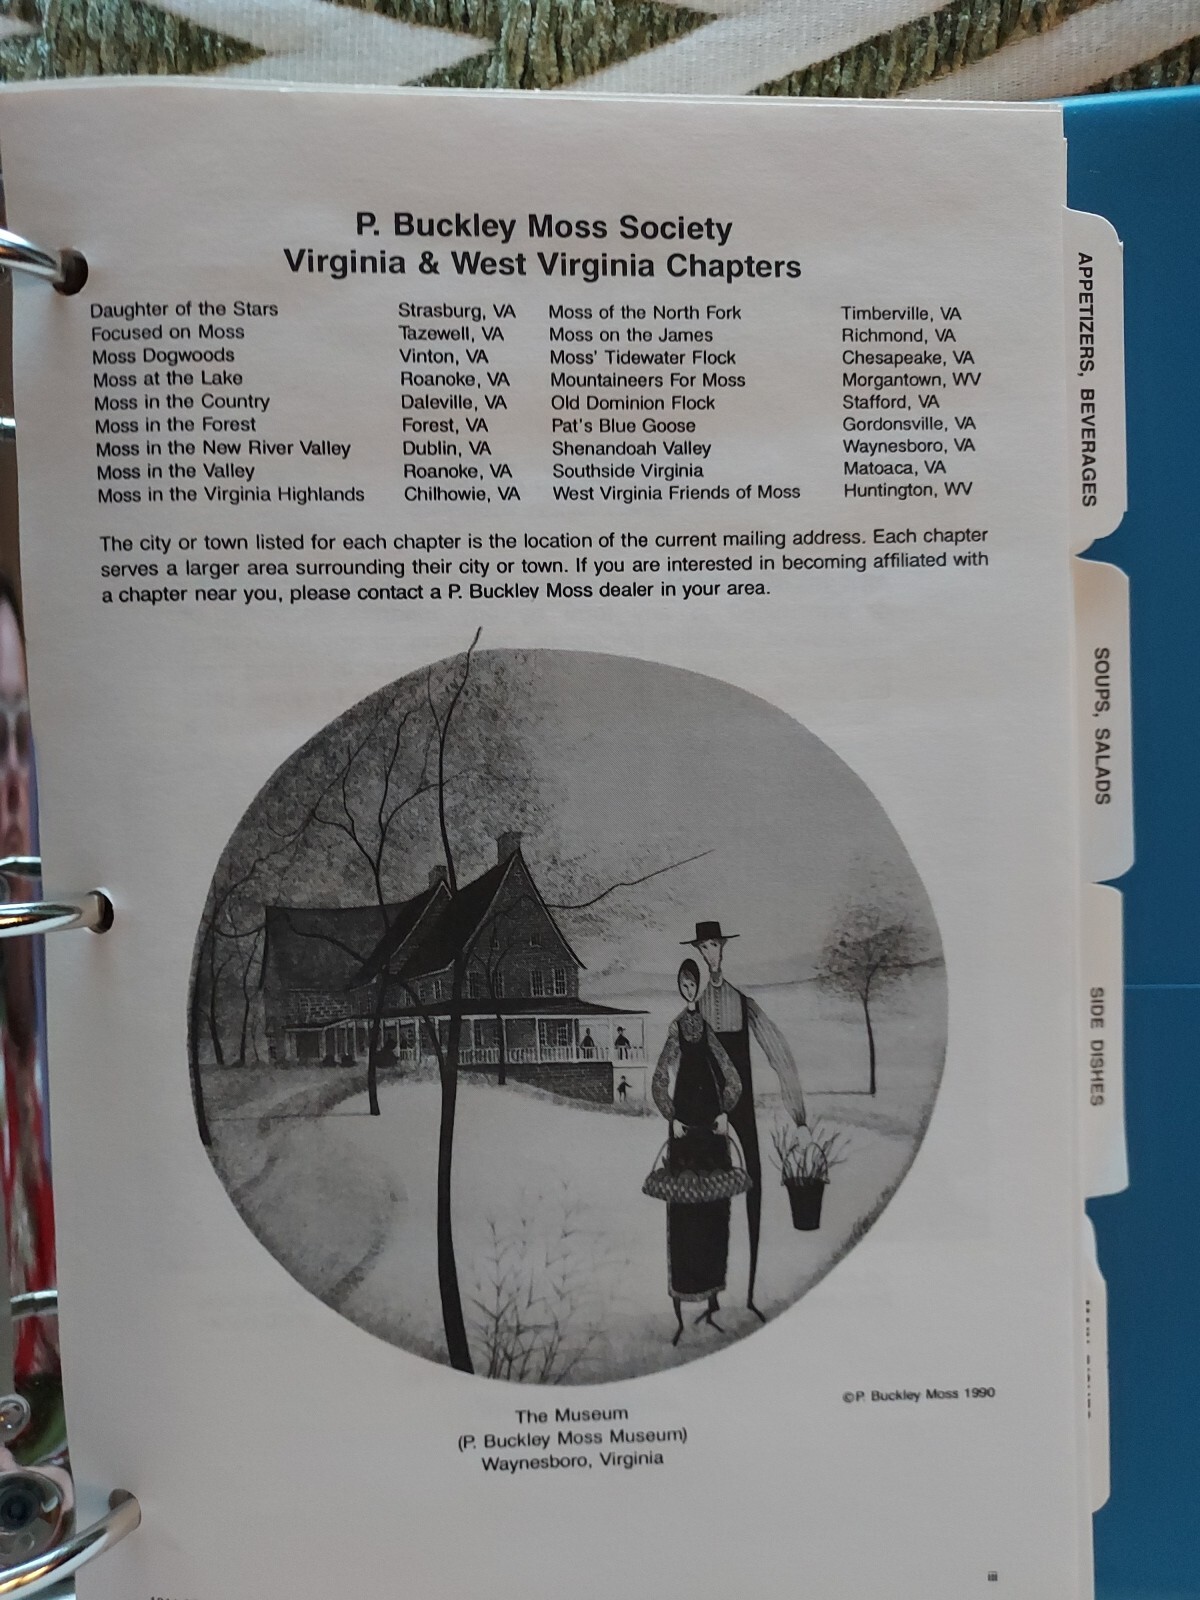 P. Buckley Moss Society
Virginia & West Virginia Chapters
Daughter of the Stars Strasburg, VA Moss of the North Fork Timberville, VA
Focused on Moss Tazewell, VA Moss on the James Richmond, VA
Moss Dogwoods Vinton, VA Moss' Tidewater Flock Chesapeake, VA
Moss at the Lake Roanoke, VA Mountaineers For Moss Morgantown, WV
Moss in the Country Daleville, VA Old Dominion Flock Stafford, VA
Moss in the Forest Forest, VA Pat's Blue Goose Gordonsville, VA
Moss in the New River Valley Dublin, VA Shenandoah Valley Waynesboro, VA
Moss in the Valley Roanoke, VA Southside Virginia Matoaca, VA
Moss in the Virginia Highlands Chilhowie, VA West Virginia Friends of Moss Huntington, WV
The city or town listed for each chapter is the location of the current mailing address. Each chapter
serves a larger area surrounding their city or town. If you are interested in becoming affiliated with
a chapter near you, please contact a P. Buckley Moss dealer in your area.
©P. Buckley Moss 1990
The Museum
(P. Buckley Moss Museum)
Waynesboro, Virginia
iii
APPETIZERS, BEVERAGES
SOUPS, SALADS
SIDE DISHES